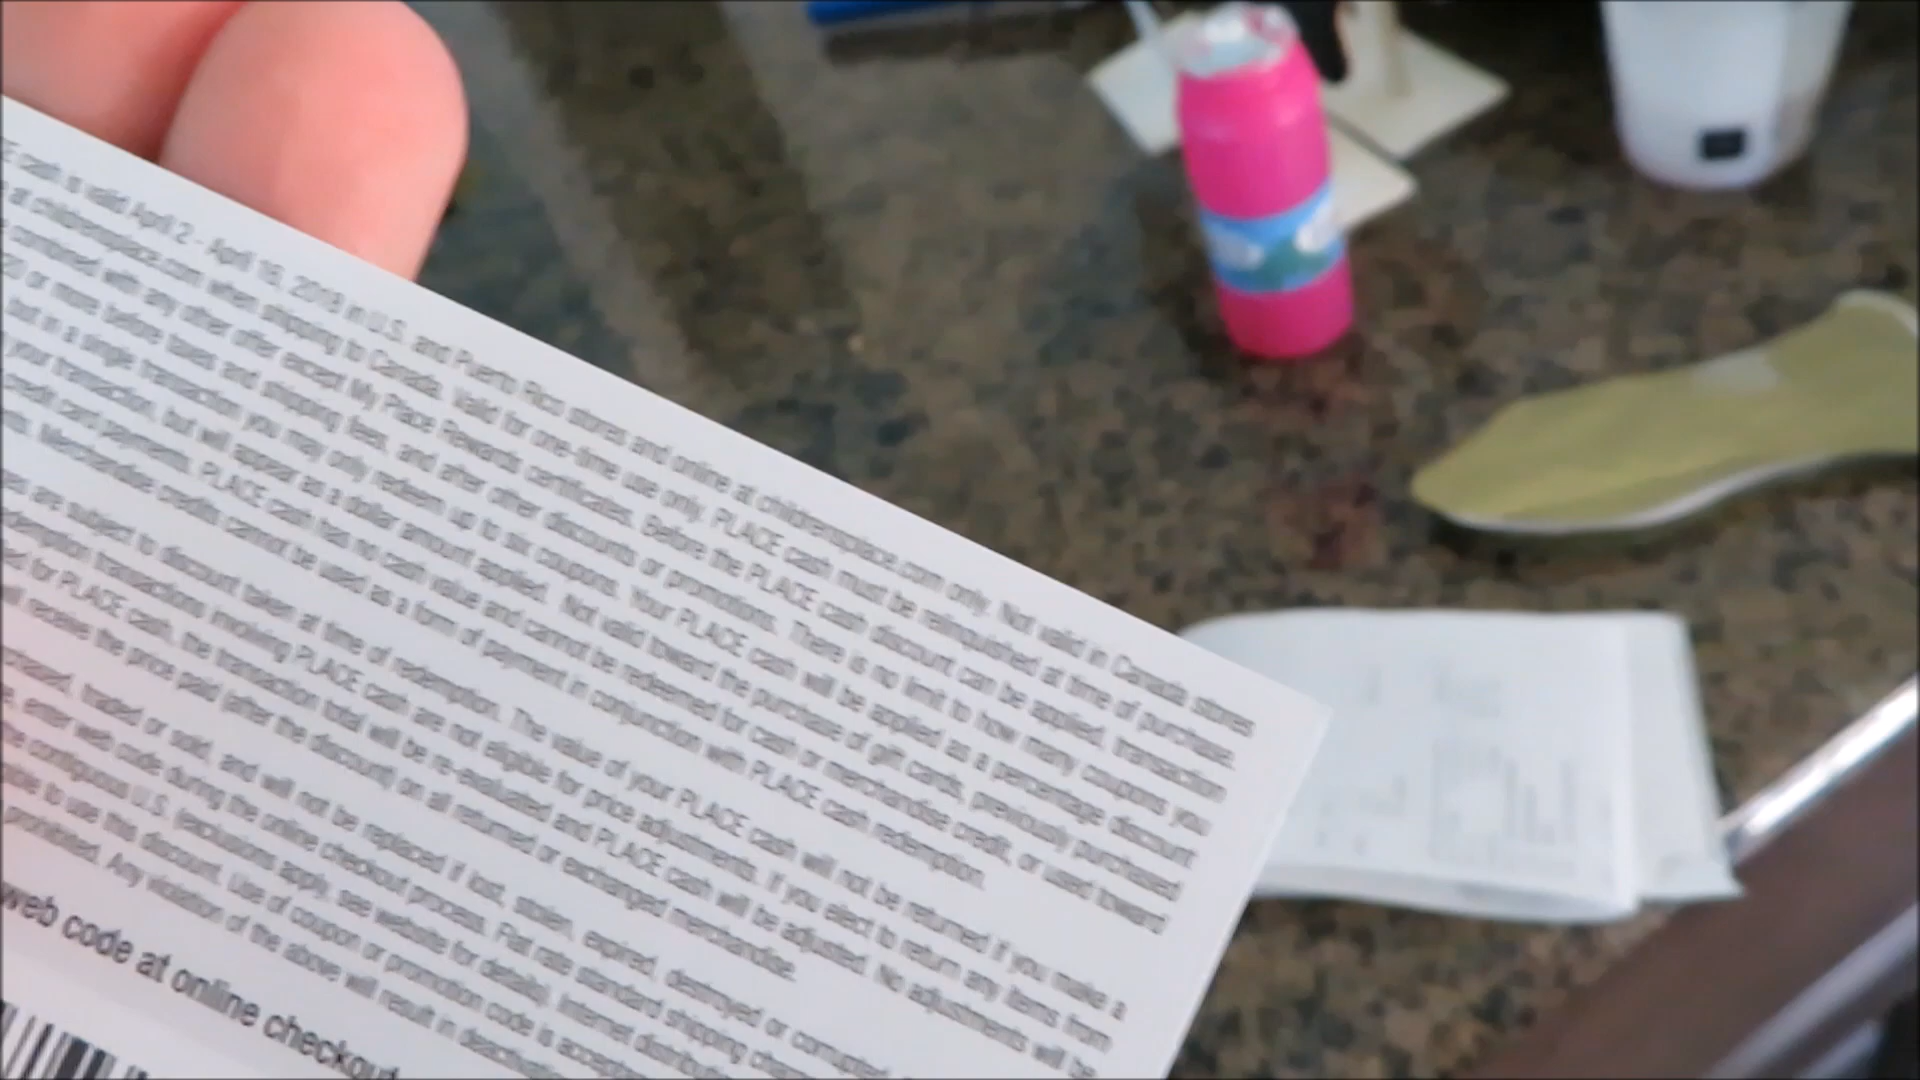 cash is valid April 2 - April 16, 2018 in U.S. and Puerto Rico stores and online at childrensplace.com only. Not valid in Canada stores
at childrensplace.com when shipping to Canada. Valid for one-time use only. PLACE cash must be relinquished at time of purchase.
combined with any other offer except My Place Rewards certificates. Before the PLACE cash discount can be applied, transaction
or more before taxes and shipping fees, and after other discounts or promotions. There is no limit to how many coupons you
in a single transaction you may only redeem up to six coupons. Your PLACE cash will be applied as a percentage discount
your transaction, but will appear as a dollar amount applied. Not valid toward the purchase of gift cards, previously purchased
credit card payments. PLACE cash has no cash value and cannot be redeemed for cash or merchandise credit, or used toward
Merchandise credits cannot be used as a form of payment in conjunction with PLACE cash redemption.
are subject to discount taken at time of redemption. The value of your PLACE cash will not be returned if you make a
transactions involving PLACE cash are not eligible for price adjustments. If you elect to return any items from
for PLACE cash, the transaction total will be re-evaluated and PLACE cash will be adjusted. No adjustments will be
receive the price paid (after the discount) on all returned or exchanged merchandise.
traded or sold, and will not be replaced if lost, stolen, expired, destroyed or corrupted.
enter web code during the online checkout process. Flat rate standard shipping
contiguous U.S. (exclusions apply, see website for details). Internet
to use this discount. Use of coupon or promotion code is
prohibited. Any violation of the above will result in
web code at online checkout